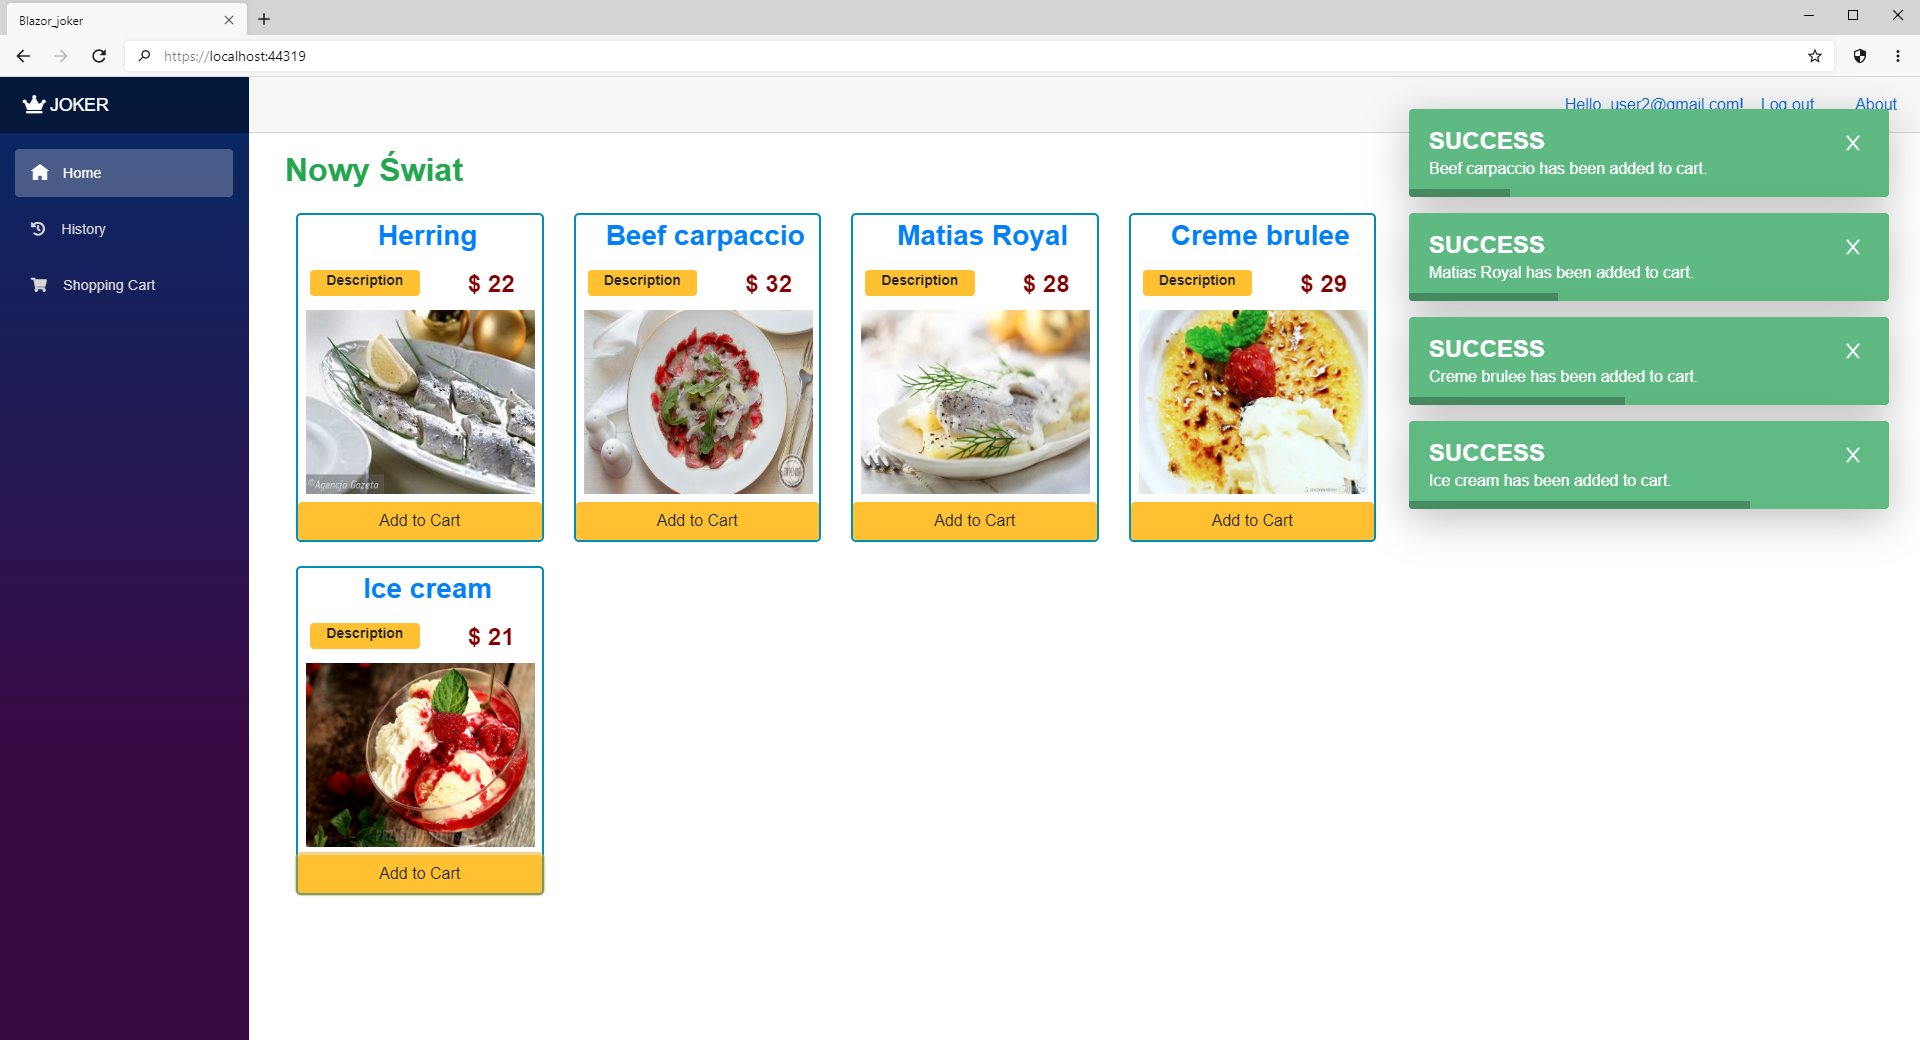 Blazor_joker
https://localhost:44319
JOKER
Hello, user2@gmail.com!
Log out
About
Home
History
Shopping Cart
Nowy Świat
Herring
Description
$ 22
©Agencja Gazeta
Add to Cart
Beef carpaccio
Description
$ 32
Add to Cart
Matias Royal
Description
$ 28
Add to Cart
Creme brulee
Description
$ 29
Add to Cart
Ice cream
Description
$ 21
Add to Cart
SUCCESS
Beef carpaccio has been added to cart.
SUCCESS
Matias Royal has been added to cart.
SUCCESS
Creme brulee has been added to cart.
SUCCESS
Ice cream has been added to cart.